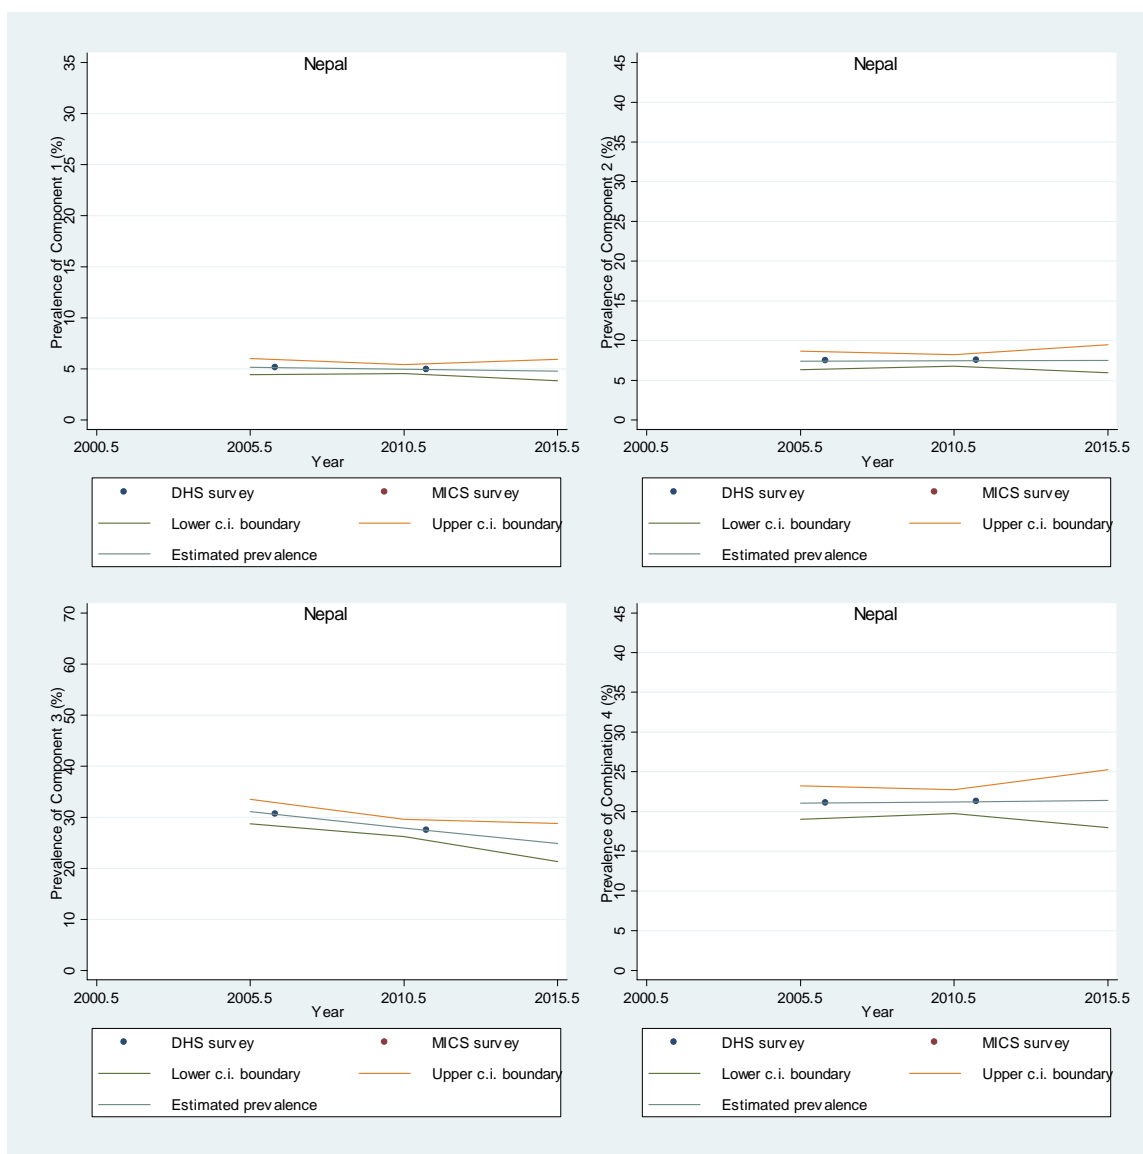 Nepal
Prevalence of Component 1 (%)
35
30
25
20
15
10
5
0
2000.5 2005.5 2010.5 2015.5
Year
DHS survey MICS survey
Lower c.i. boundary Upper c.i. boundary
Estimated prevalence
Nepal
Prevalence of Component 2 (%)
45
40
35
30
25
20
15
10
5
0
2000.5 2005.5 2010.5 2015.5
Year
DHS survey MICS survey
Lower c.i. boundary Upper c.i. boundary
Estimated prevalence
Nepal
Prevalence of Component 3 (%)
70
60
50
40
30
20
10
0
2000.5 2005.5 2010.5 2015.5
Year
DHS survey MICS survey
Lower c.i. boundary Upper c.i. boundary
Estimated prevalence
Nepal
Prevalence of Combination 4 (%)
45
40
35
30
25
20
15
10
5
0
2000.5 2005.5 2010.5 2015.5
Year
DHS survey MICS survey
Lower c.i. boundary Upper c.i. boundary
Estimated prevalence